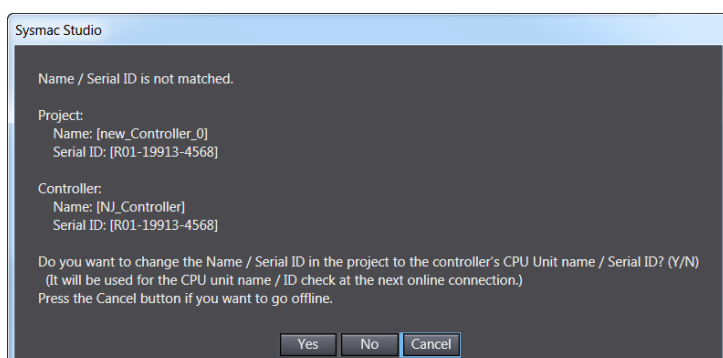 Sysmac Studio
Name / Serial ID is not matched.
Project:
Name: [new_Controller_0]
Serial ID: [R01-19913-4568]
Controller:
Name: [NJ_Controller]
Serial ID: [R01-19913-4568]
Do you want to change the Name / Serial ID in the project to the controller's CPU Unit name / Serial ID? (Y/N)
(It will be used for the CPU unit name / ID check at the next online connection.)
Press the Cancel button if you want to go offline.
Yes No Cancel